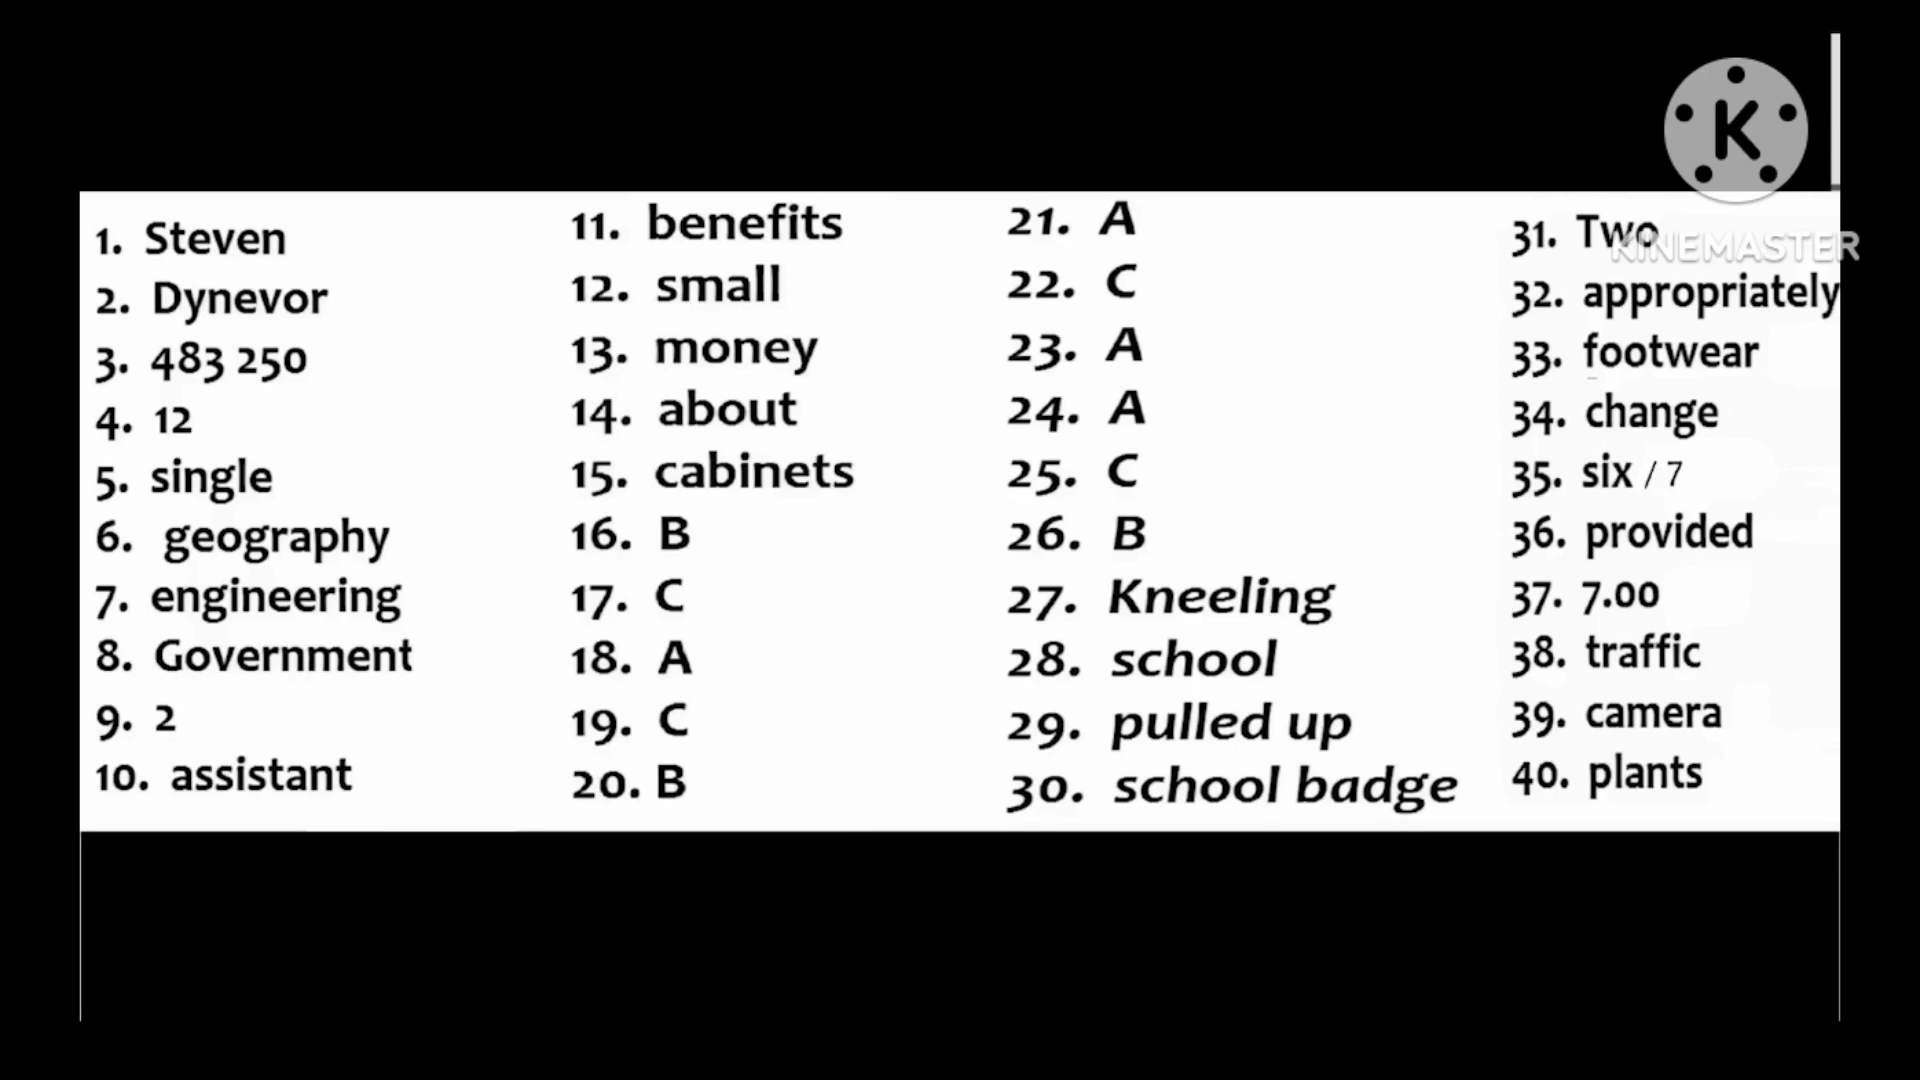 1. Steven
2. Dynevor
3. 483 250
4. 12
5. single
6. geography
7. engineering
8. Government
9. 2
10. assistant
11. benefits
12. small
13. money
14. about
15. cabinets
16. B
17. C
18. A
19. C
20. B
21. A
22. C
23. A
24. A
25. C
26. B
27. Kneeling
28. school
29. pulled up
30. school badge
31. Two
32. appropriately
33. footwear
34. change
35. six / 7
36. provided
37. 7.00
38. traffic
39. camera
40. plants
K
KINEMASTER